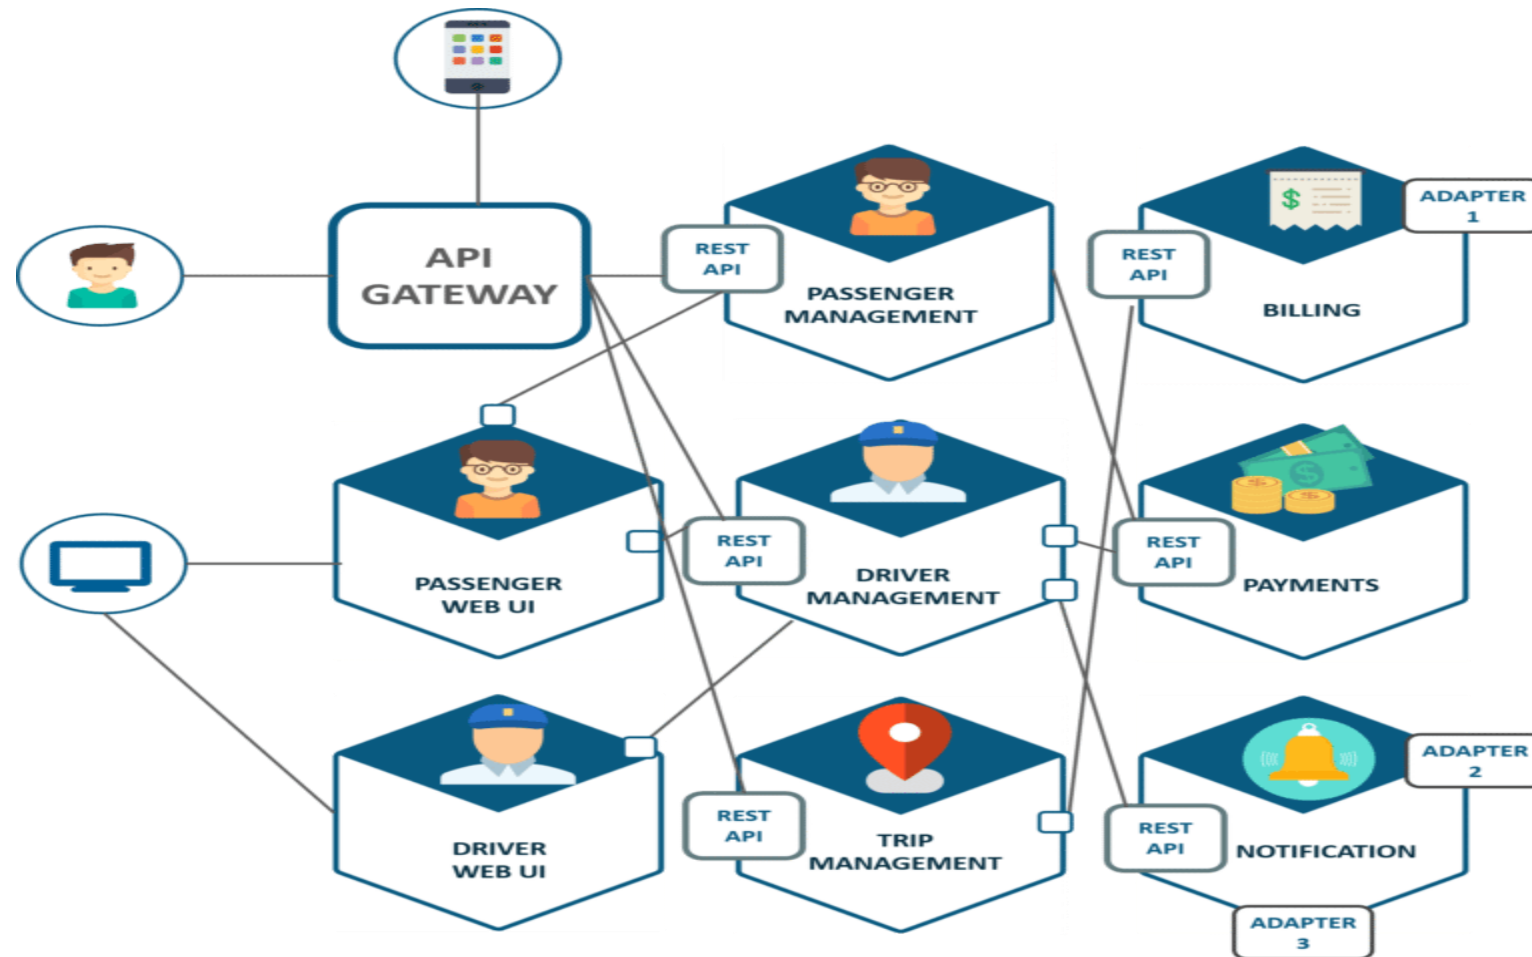 API
GATEWAY
REST
API
PASSENGER
MANAGEMENT
REST
API
BILLING
ADAPTER
1
PASSENGER
WEB UI
REST
API
DRIVER
MANAGEMENT
REST
API
PAYMENTS
DRIVER
WEB UI
REST
API
TRIP
MANAGEMENT
REST
API
NOTIFICATION
ADAPTER
2
ADAPTER
3